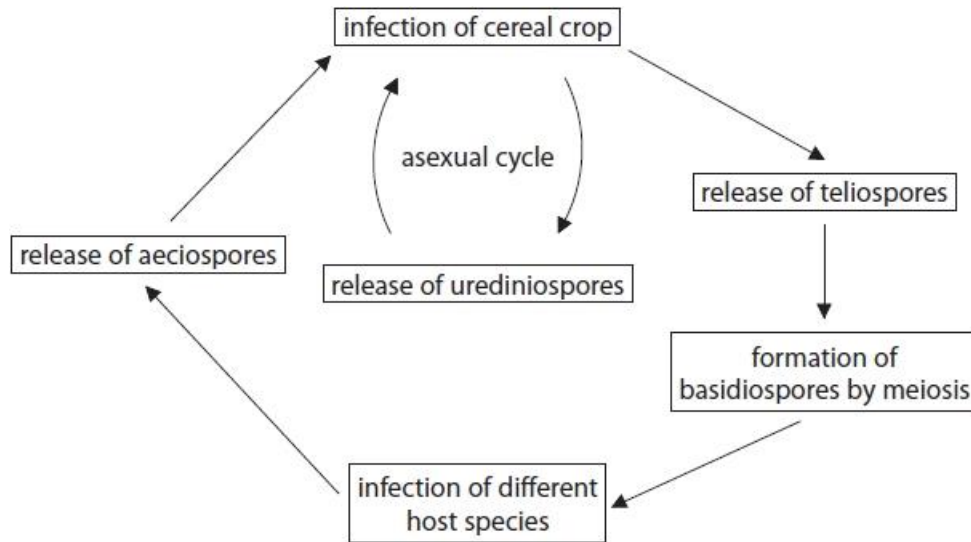 infection of cereal crop
asexual cycle
release of teliospores
release of aeciospores
release of urediniospores
formation of
basidiospores by meiosis
infection of different
host species